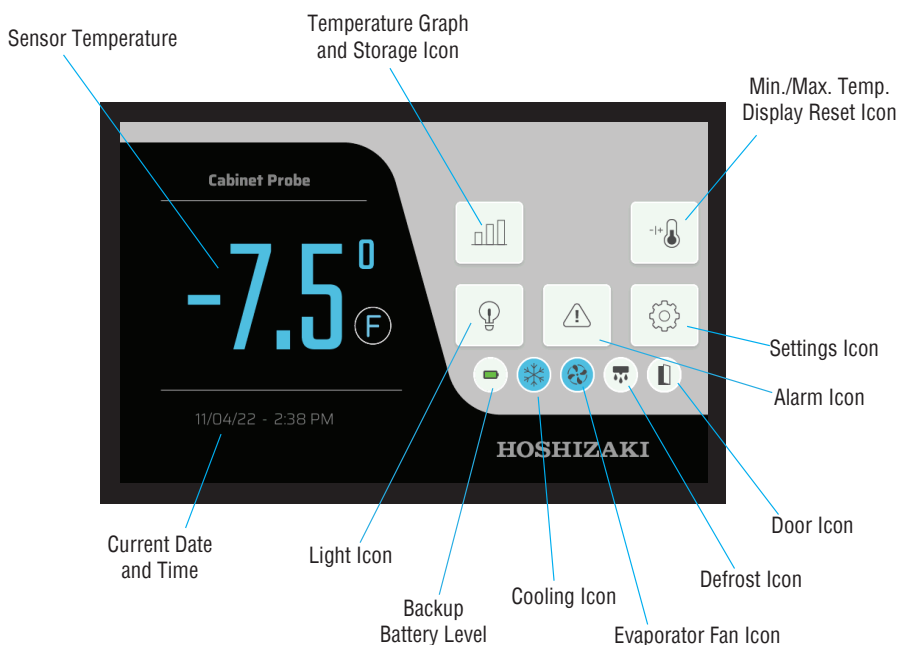 Sensor Temperature
Temperature Graph
and Storage Icon
Min./Max. Temp.
Display Reset Icon
Cabinet Probe
-7.5°
F
-|+
11/04/22 - 2:38 PM
HOSHIZAKI
Settings Icon
Alarm Icon
Door Icon
Defrost Icon
Evaporator Fan Icon
Cooling Icon
Backup
Battery Level
Light Icon
Current Date
and Time